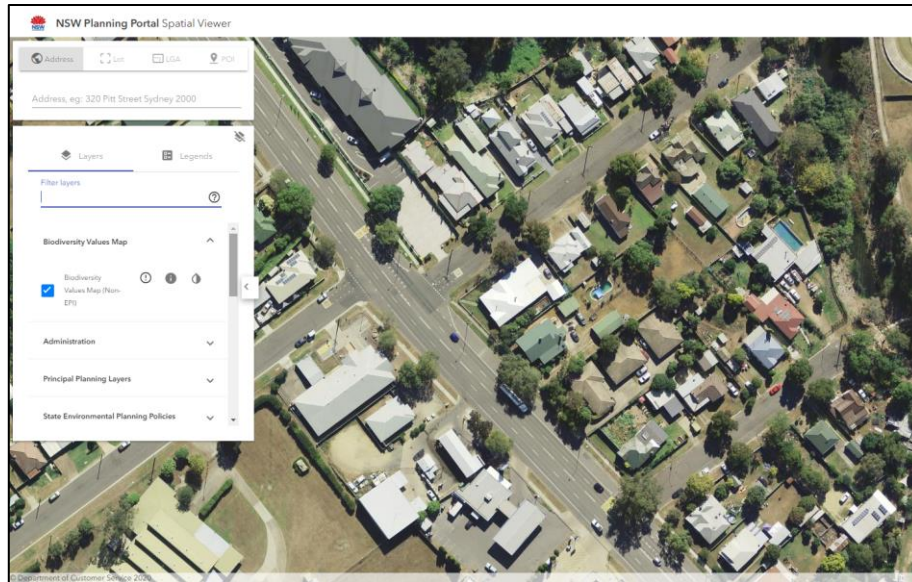 NSW
NSW Planning Portal Spatial Viewer
Address
Lot
LGA
POI
Address, eg: 320 Pitt Street Sydney 2000
Layers
Legends
Filter layers
Biodiversity Values Map
Biodiversity
Values Map (Non-
EPI)
Administration
Principal Planning Layers
State Environmental Planning Policies
© Department of Customer Service 2020